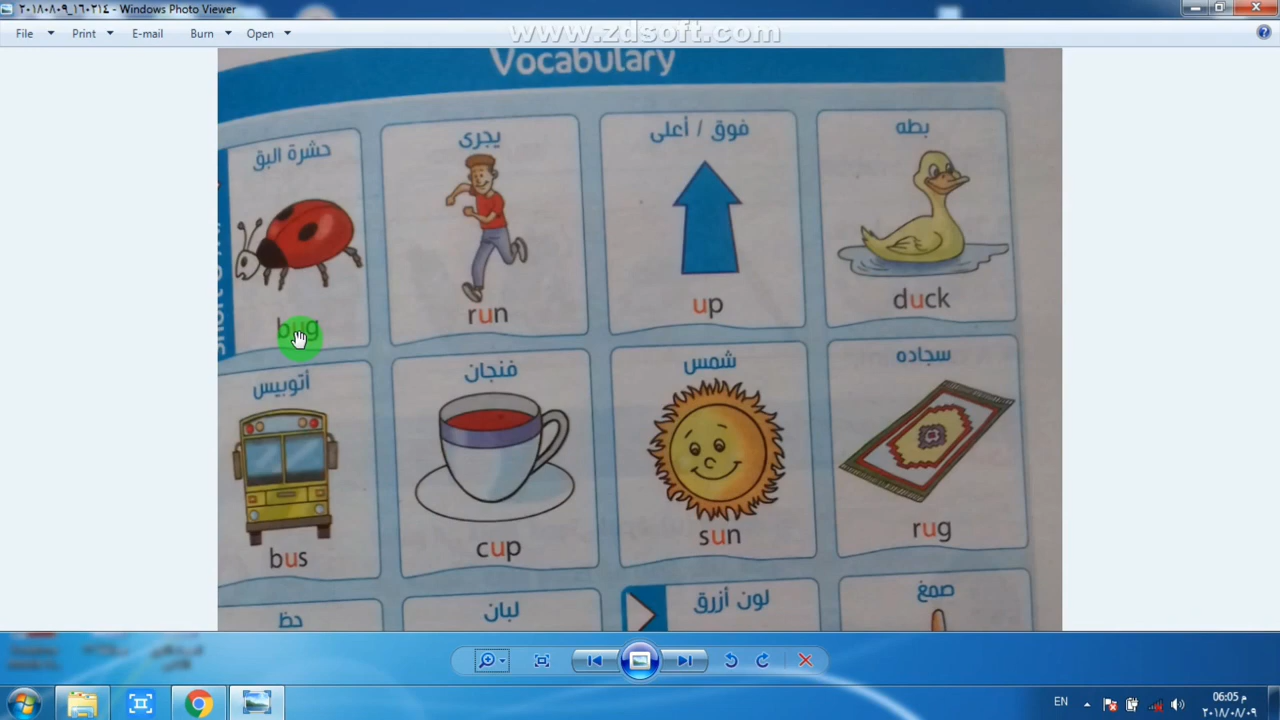 ٢٠١٨٠٨٠٩_١٦٠٢١٤ - Windows Photo Viewer
File Print E-mail Burn Open
www.zdsoft.com
Vocabulary
حشرة البق
يجرى
فوق / أعلى
بطه
bug
run
up
duck
أتوبيس
فنجان
شمس
سجاده
bus
cup
sun
rug
حظ
لبان
لون أزرق
صمغ
EN
06:05 م
٢٠١٨/٠٨/٠٩